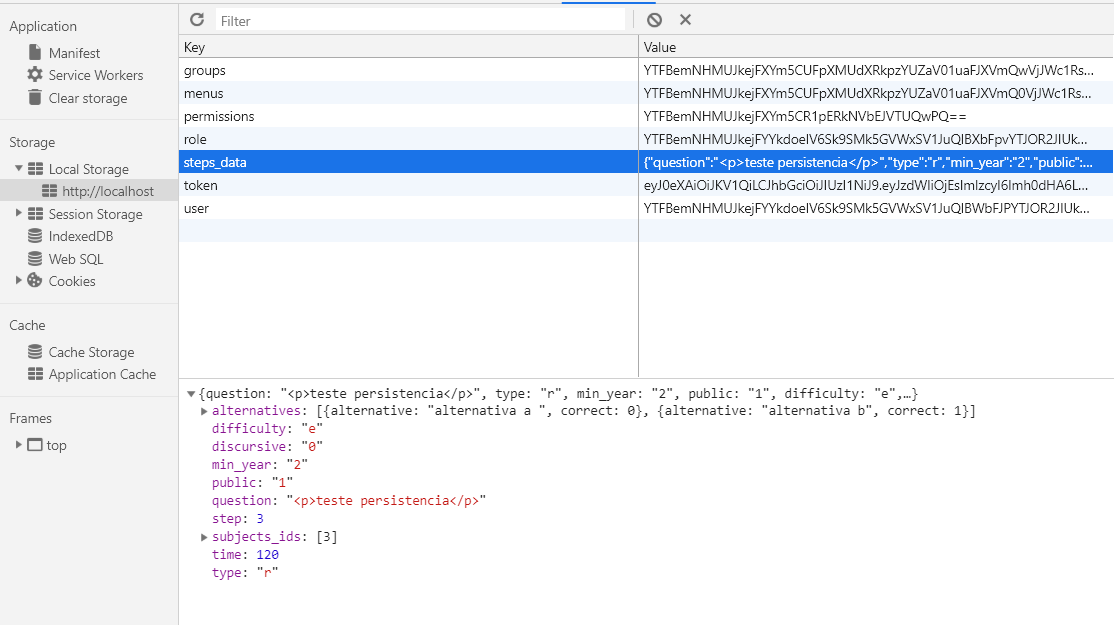 Application
Manifest
Service Workers
Clear storage
Storage
Local Storage
http://localhost
Session Storage
IndexedDB
Web SQL
Cookies
Cache
Cache Storage
Application Cache
Frames
top
Filter
Key Value
groups YTFBemNHMUJkejFXYm5CUFpXMUdXRkpzYUZaV01uaFJXVmQwVjJWc1Rs...
menus YTFBemNHMUJkejFXYm5CUFpXMUdXRkpzYUZaV01uaFJXVmQ0VjJWc1Rs...
permissions YTFBemNHMUJkejFXYm5CR1pERkNVbEJVTUQwPQ==
role YTFBemNHMUJkejFYYkdoelV6Sk9SMk5GVWxSV1JuQlBXbFpvYTJOR2JIUk...
steps_data {"question":"<p>teste persistencia</p>","type":"r","min_year":"2","public":...
token eyJ0eXAiOiJKV1QiLCJhbGciOiJIUzI1NiJ9.eyJzdWIiOjEsImlzcyI6Imh0dHA6L...
user YTFBemNHMUJkejFYYkdoelV6Sk9SMk5GVWxSV1JuQlBWbFJPYTJOR2JIUk...
{question: "<p>teste persistencia</p>", type: "r", min_year: "2", public: "1", difficulty: "e",…}
alternatives: [{alternative: "alternativa a ", correct: 0}, {alternative: "alternativa b", correct: 1}]
difficulty: "e"
discursive: "0"
min_year: "2"
public: "1"
question: "<p>teste persistencia</p>"
step: 3
subjects_ids: [3]
time: 120
type: "r"